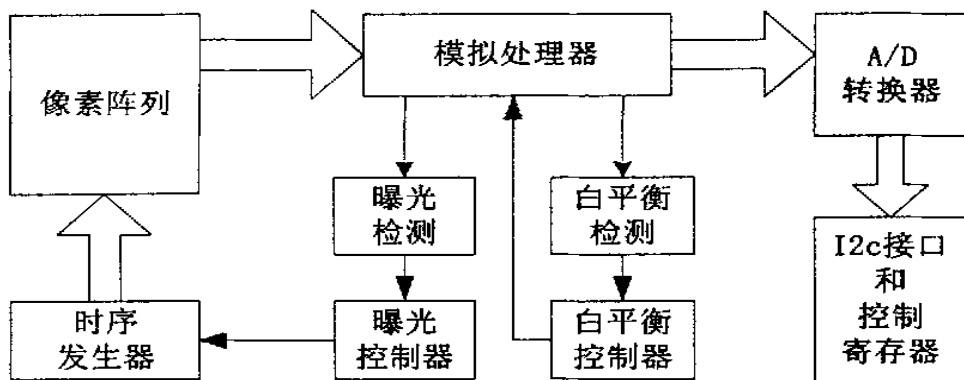 像素阵列
模拟处理器
A/D
转换器
曝光
检测
白平衡
检测
I2c接口
和
控制
寄存器
时序
发生器
曝光
控制器
白平衡
控制器